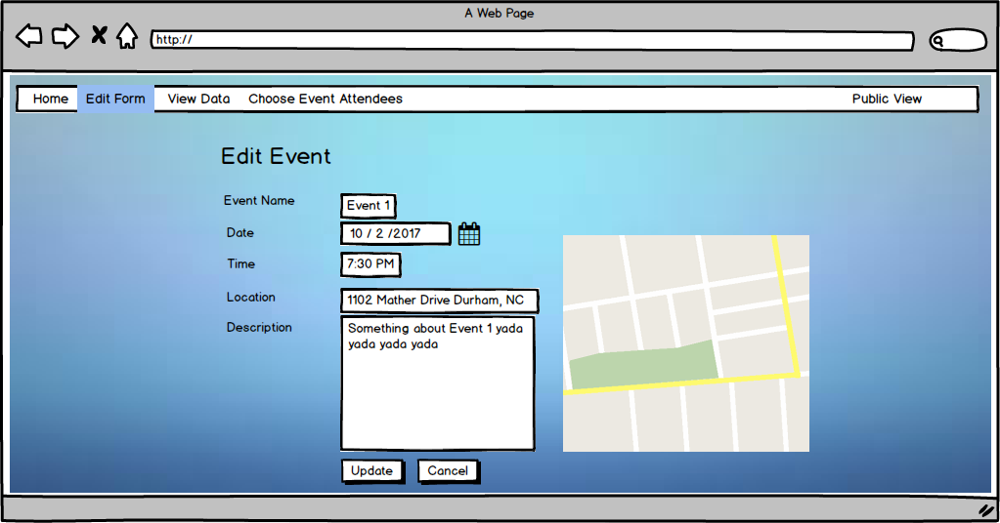 A Web Page
http://
Home Edit Form View Data Choose Event Attendees Public View
Edit Event
Event Name Event 1
Date 10 / 2 /2017
Time 7:30 PM
Location 1102 Mather Drive Durham, NC
Description Something about Event 1 yada
yada yada yada
Update Cancel